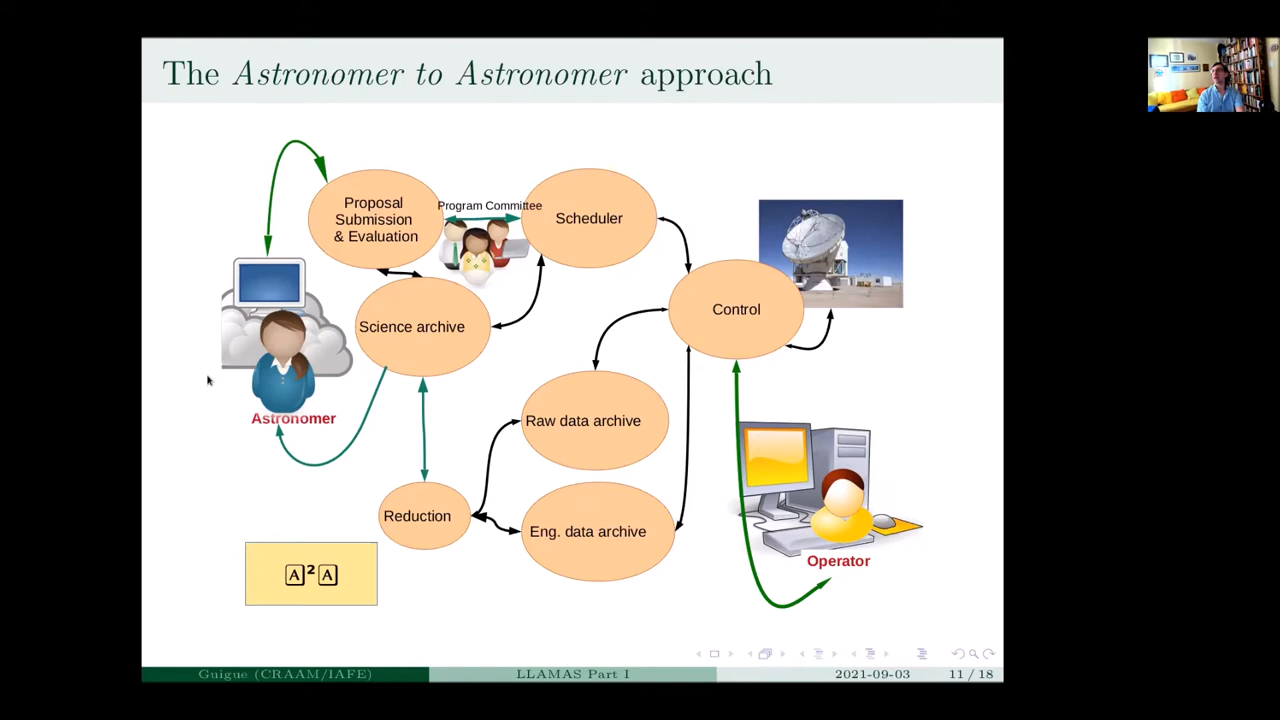 The Astronomer to Astronomer approach
Proposal
Submission
& Evaluation
Program Committee
Scheduler
Science archive
Control
Astronomer
Raw data archive
Reduction
Eng. data archive
Operator
A²A
Guigue (CRAAM/IAFE)
LLAMAS Part I
2021-09-03
11 / 18